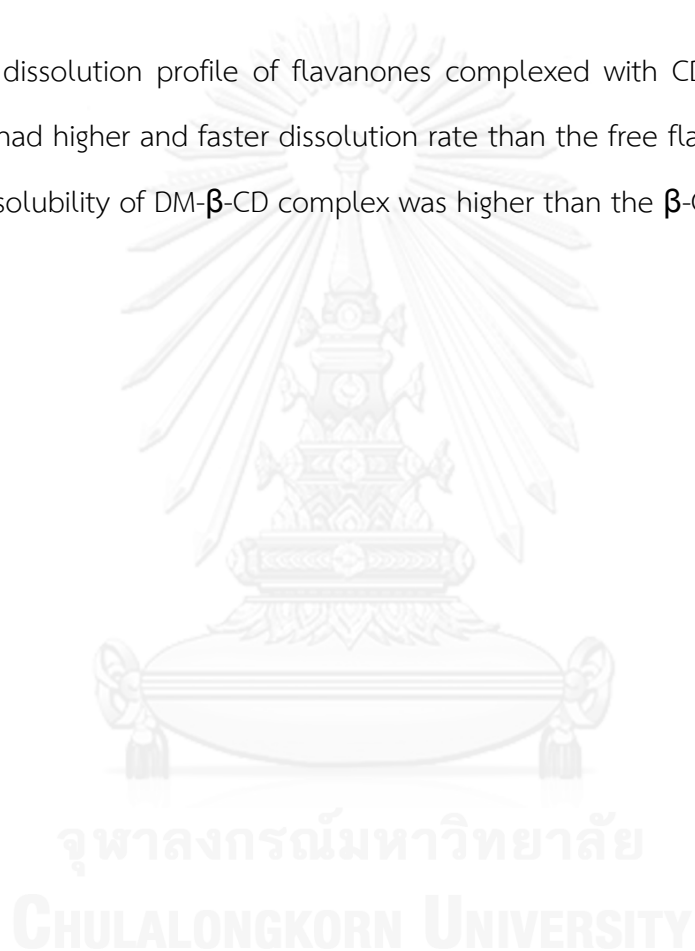 dissolution profile of flavanones complexed with CD
had higher and faster dissolution rate than the free fla
solubility of DM-β-CD complex was higher than the β-C
จุฬาลงกรณ์มหาวิทยาลัย
CHULALONGKORN UNIVERSITY